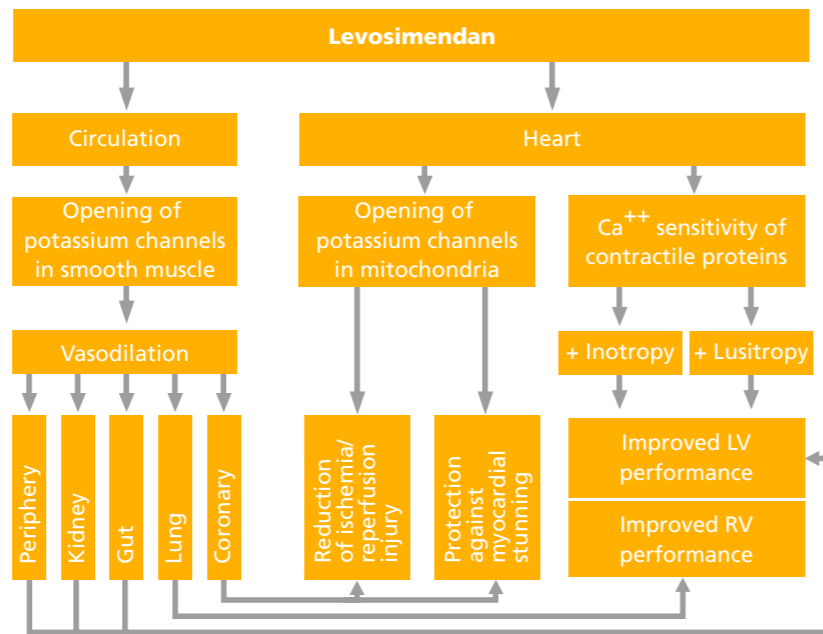 Levosimendan
Circulation
Heart
Opening of
potassium channels
in smooth muscle
Opening of
potassium channels
in mitochondria
Ca++ sensitivity of
contractile proteins
Vasodilation
+ Inotropy
+ Lusitropy
Periphery
Kidney
Gut
Lung
Coronary
Reduction
of ischemia/
reperfusion
injury
Protection
against
myocardial
stunning
Improved LV
performance
Improved RV
performance